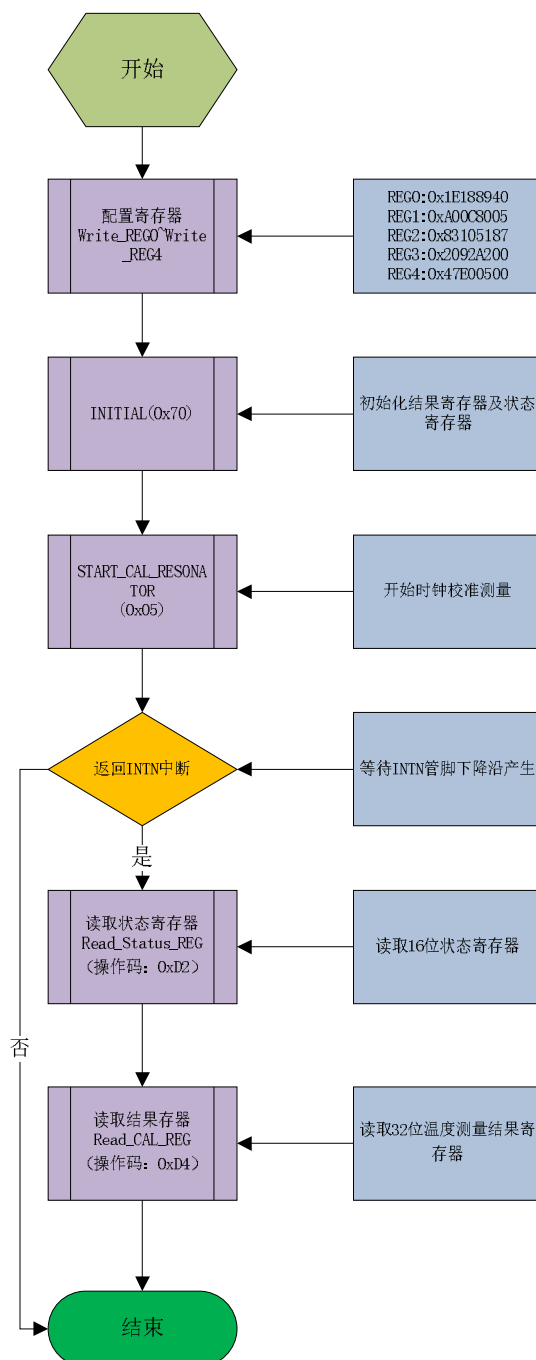 开始
配置寄存器
Write_REG0~Write
_REG4
REG0:0x1E188940
REG1:0xA00C8005
REG2:0x83105187
REG3:0x2092A200
REG4:0x47E00500
INITIAL(0x70)
初始化结果寄存器及状态
寄存器
START_CAL_RESONA
TOR
(0x05)
开始时钟校准测量
返回INTN中断
等待INTN管脚下降沿产生
是
读取状态寄存器
Read_Status_REG
（操作码：0xD2）
读取16位状态寄存器
否
读取结果存器
Read_CAL_REG
（操作码：0xD4）
读取32位温度测量结果寄
存器
结束